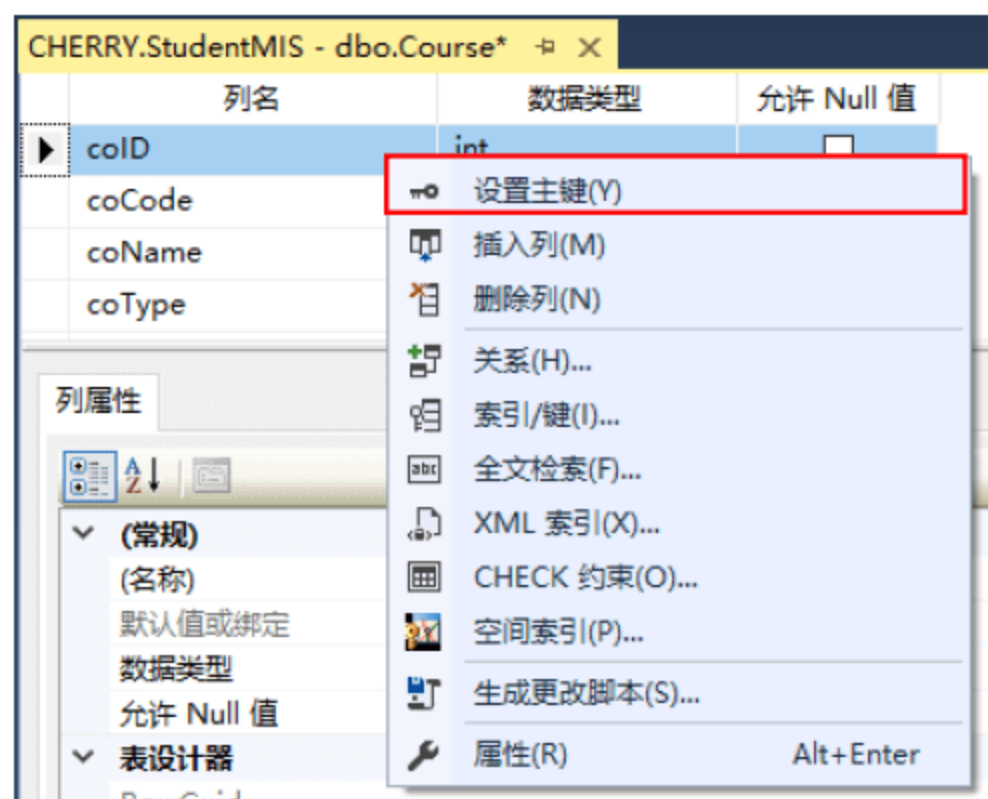 CHERRY.StudentMIS - dbo.Course*
列名 数据类型 允许 Null 值
coID int
coCode
coName
coType
设置主键(Y)
插入列(M)
删除列(N)
关系(H)...
索引/键(I)...
全文检索(F)...
XML 索引(X)...
CHECK 约束(O)...
空间索引(P)...
生成更改脚本(S)...
属性(R) Alt+Enter
列属性
(常规)
(名称)
默认值或绑定
数据类型
允许 Null 值
表设计器
RowGuid